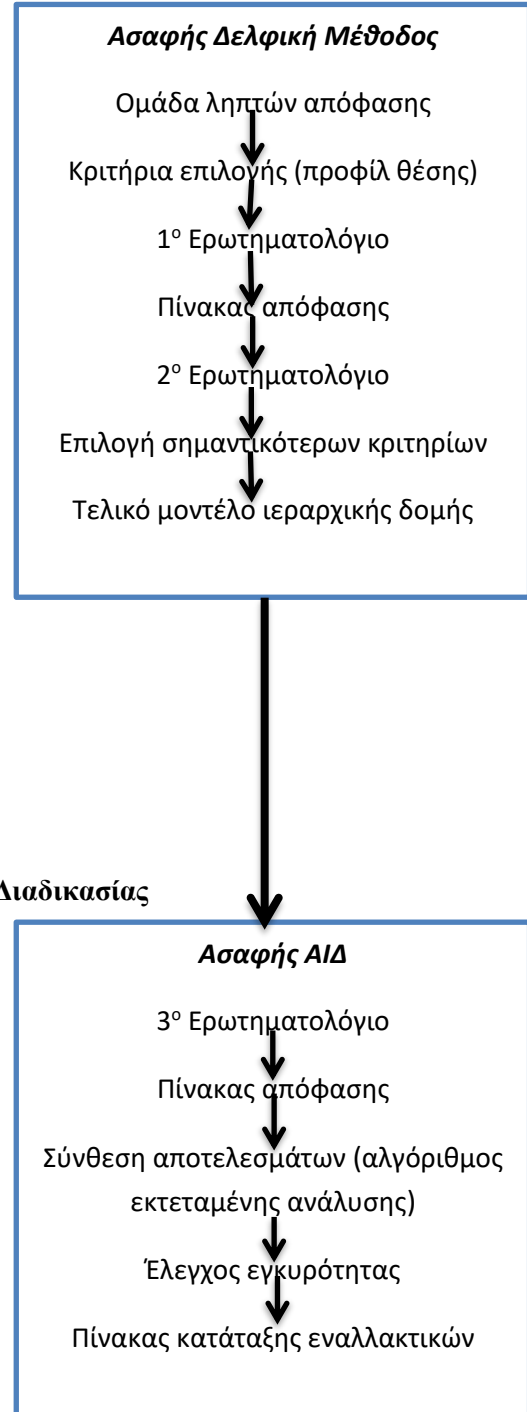 Ασαφής Δελφική Μέθοδος
Ομάδα ληπτών απόφασης
Κριτήρια επιλογής (προφίλ θέσης)
1ο Ερωτηματολόγιο
Πίνακας απόφασης
2ο Ερωτηματολόγιο
Επιλογή σημαντικότερων κριτηρίων
Τελικό μοντέλο ιεραρχικής δομής
Διαδικασίας
Ασαφής ΑΙΔ
3ο Ερωτηματολόγιο
Πίνακας απόφασης
Σύνθεση αποτελεσμάτων (αλγόριθμος
εκτεταμένης ανάλυσης)
Έλεγχος εγκυρότητας
Πίνακας κατάταξης εναλλακτικών